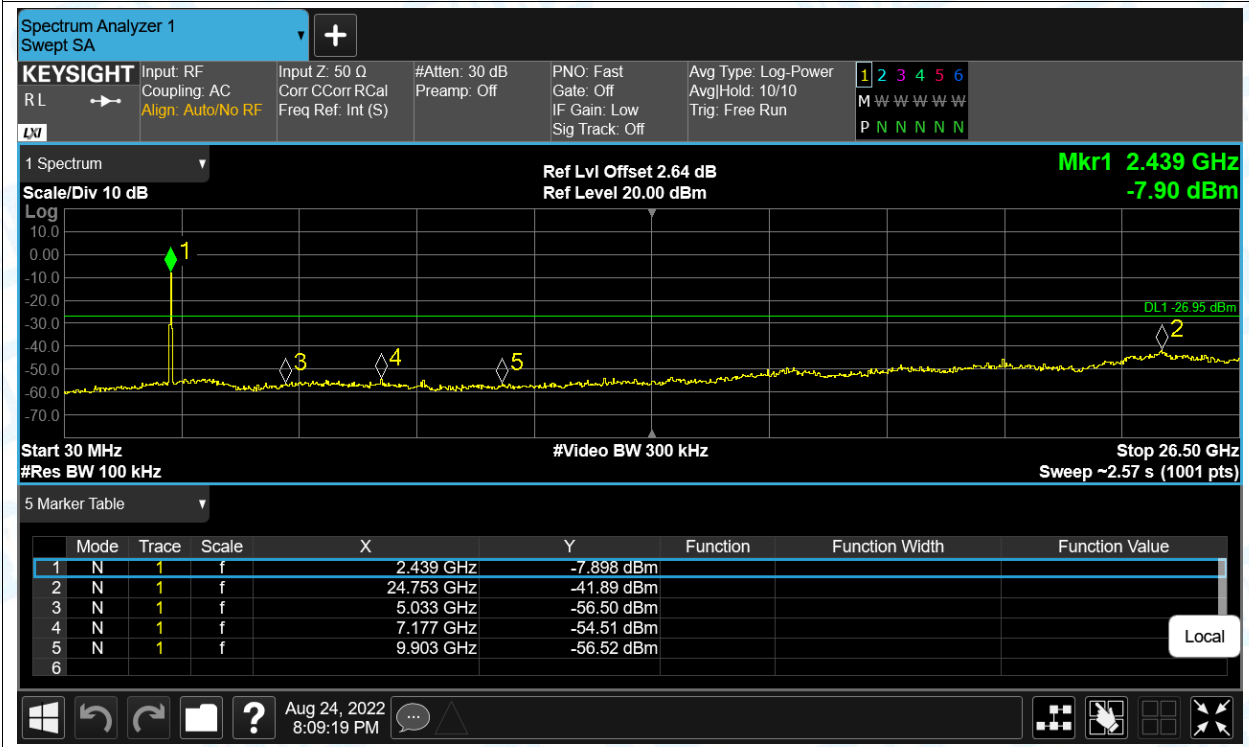 Spectrum Analyzer 1
Swept SA
+
KEYSIGHT
R L
LXI
Input: RF
Coupling: AC
Align: Auto/No RF
Input Z: 50 Ω
Corr CCorr RCal
Freq Ref: Int (S)
#Atten: 30 dB
Preamp: Off
PNO: Fast
Gate: Off
IF Gain: Low
Sig Track: Off
Avg Type: Log-Power
Avg|Hold: 10/10
Trig: Free Run
1 2 3 4 5 6
M W W W W W
P N N N N N
1 Spectrum
Scale/Div 10 dB
Ref Lvl Offset 2.64 dB
Ref Level 20.00 dBm
Mkr1 2.439 GHz
-7.90 dBm
Log
10.0
0.00
-10.0
-20.0
-30.0
-40.0
-50.0
-60.0
-70.0
1
DL1 -26.95 dBm
2
3
4
5
Start 30 MHz
#Video BW 300 kHz
Stop 26.50 GHz
#Res BW 100 kHz
Sweep ~2.57 s (1001 pts)
5 Marker Table
Mode Trace Scale X Y Function Function Width Function Value
1 N 1 f 2.439 GHz -7.898 dBm
2 N 1 f 24.753 GHz -41.89 dBm
3 N 1 f 5.033 GHz -56.50 dBm
4 N 1 f 7.177 GHz -54.51 dBm
5 N 1 f 9.903 GHz -56.52 dBm
6
Local
?
Aug 24, 2022
8:09:19 PM